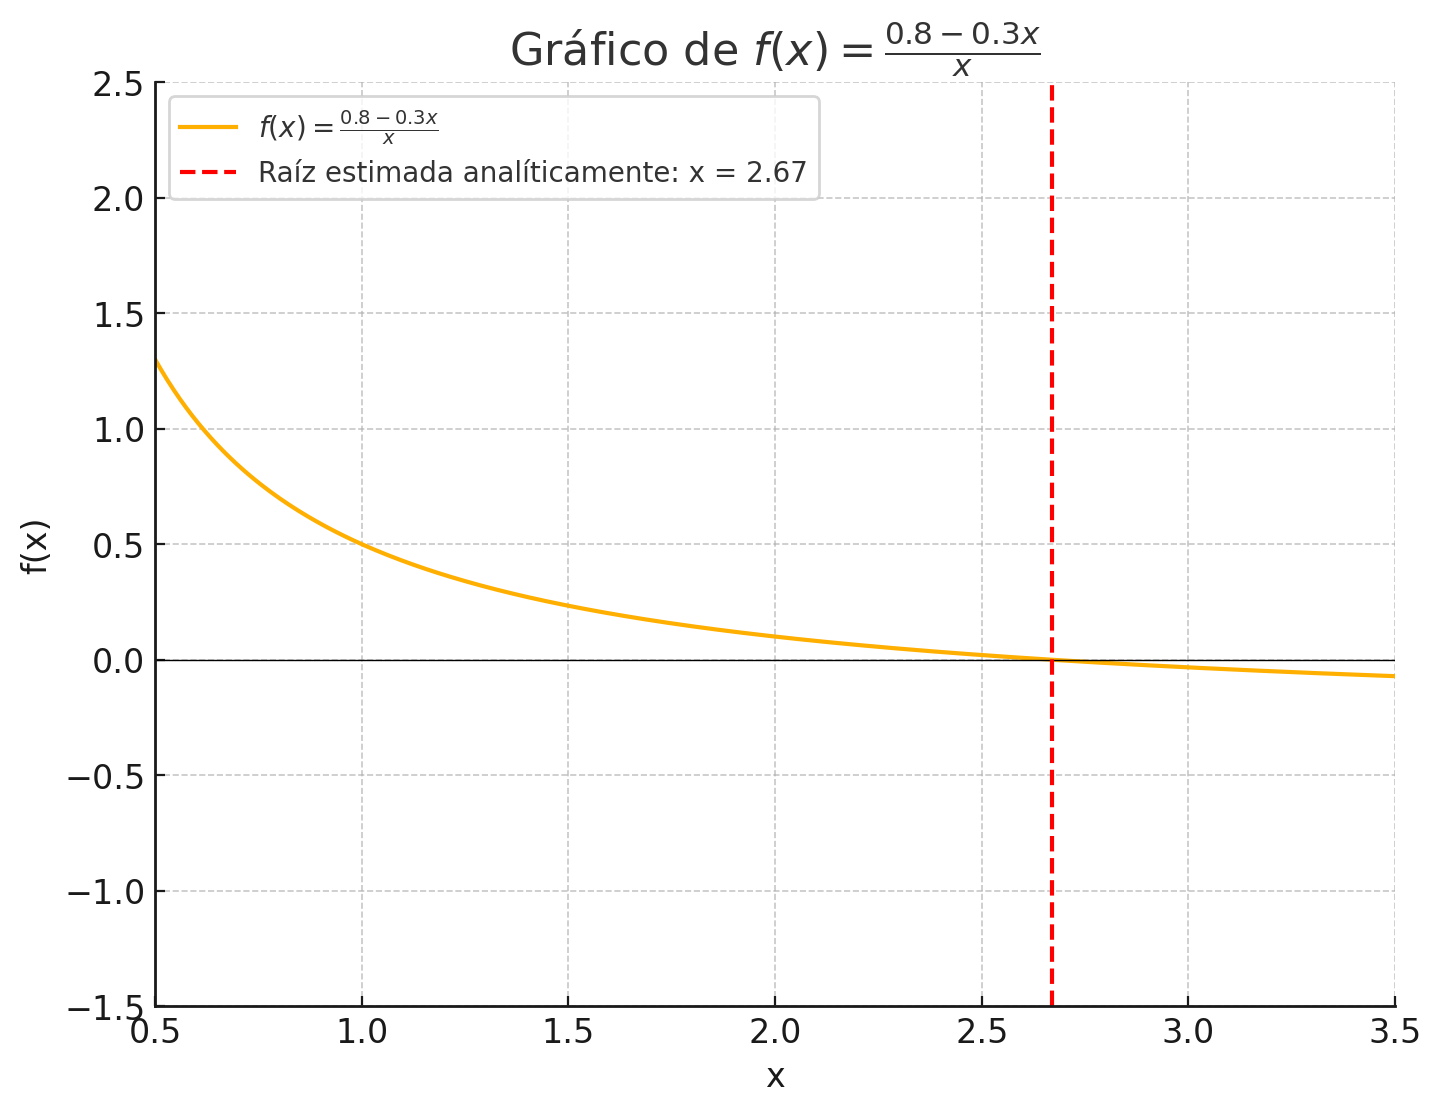 Gráfico de f(x) = \frac{0.8 − 0.3x}{x}
f(x) = \frac{0.8 − 0.3x}{x}
Raíz estimada analíticamente: x = 2.67
2.5
2.0
1.5
1.0
0.5
0.0
−0.5
−1.0
−1.5
f(x)
0.5 1.0 1.5 2.0 2.5 3.0 3.5
x